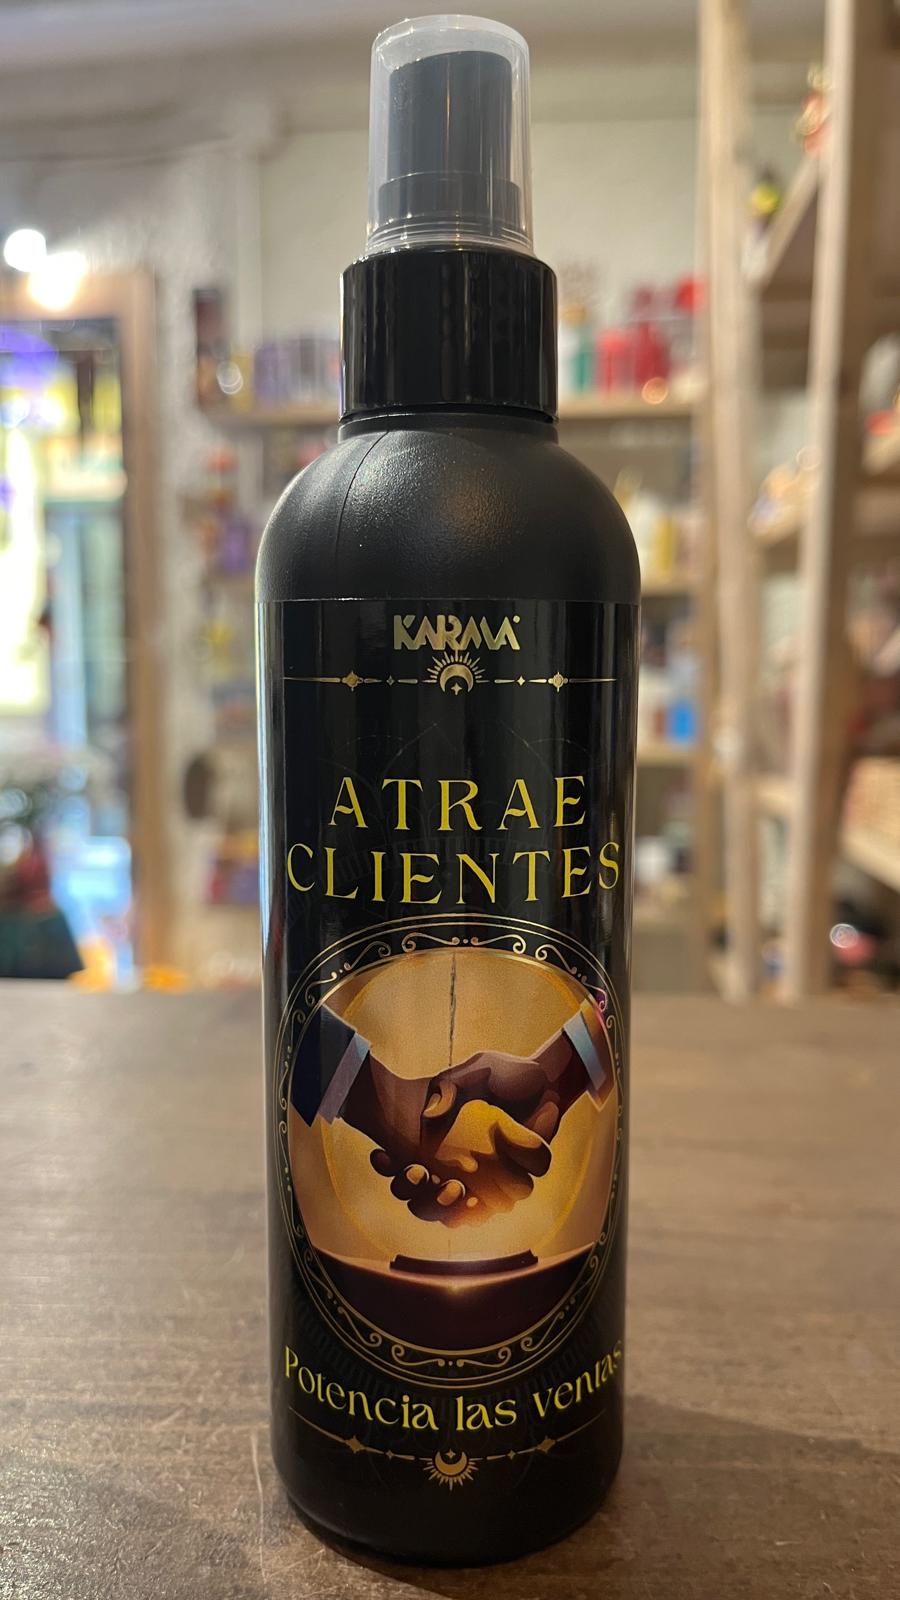 KARMA
ATRAE
CLIENTES
Potencia las ventas